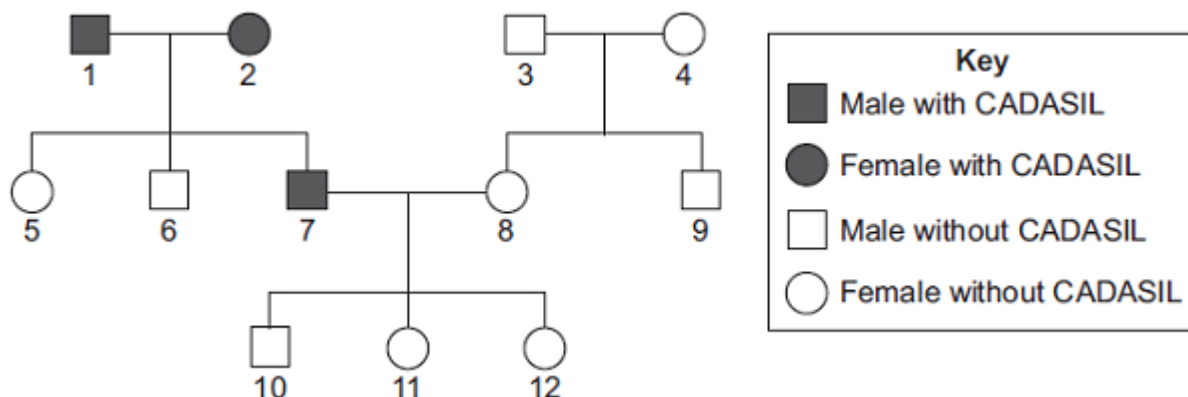 1 2 3 4
Key
Male with CADASIL
Female with CADASIL
Male without CADASIL
Female without CADASIL
5 6 7 8 9
10 11 12